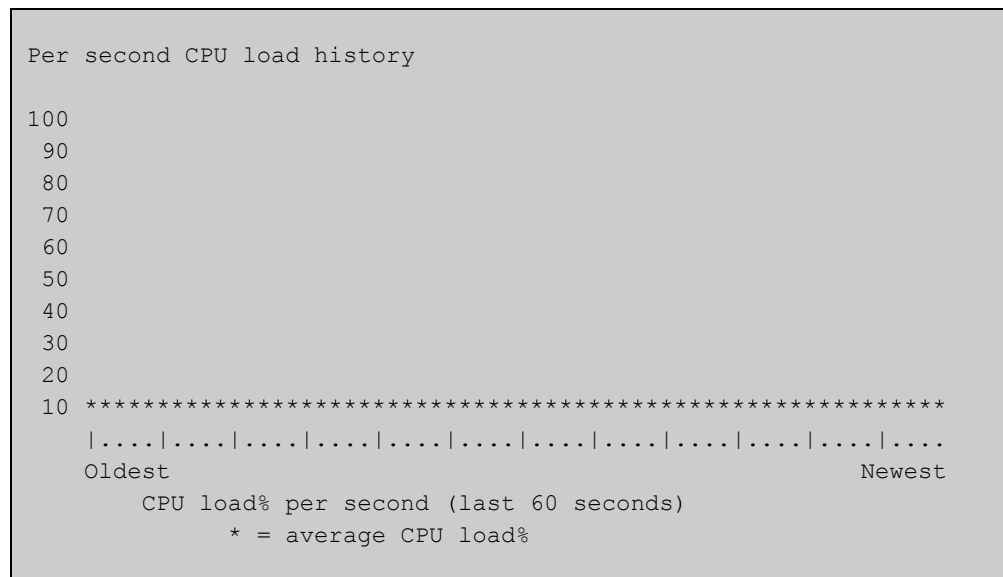 Per second CPU load history
100
90
80
70
60
50
40
30
20
10 ************************************************************
|....|....|....|....|....|....|....|....|....|....|....|....
Oldest Newest
CPU load% per second (last 60 seconds)
* = average CPU load%